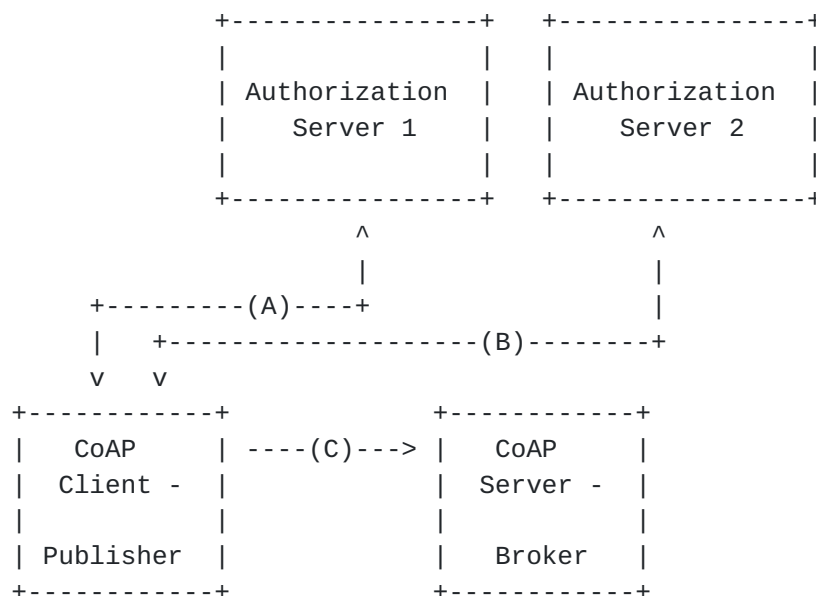 +----------------+   +----------------+
|                |   |                |
| Authorization  |   | Authorization  |
|    Server 1    |   |    Server 2    |
|                |   |                |
+----------------+   +----------------+
         ^                  ^
         |                  |
+---------(A)----+                  |
|   +--------------------(B)--------+
v   v
+------------+             +------------+
|    CoAP    | ----(C)---> |    CoAP    |
|  Client -  |             |  Server -  |
|            |             |            |
| Publisher  |             |   Broker   |
+------------+             +------------+